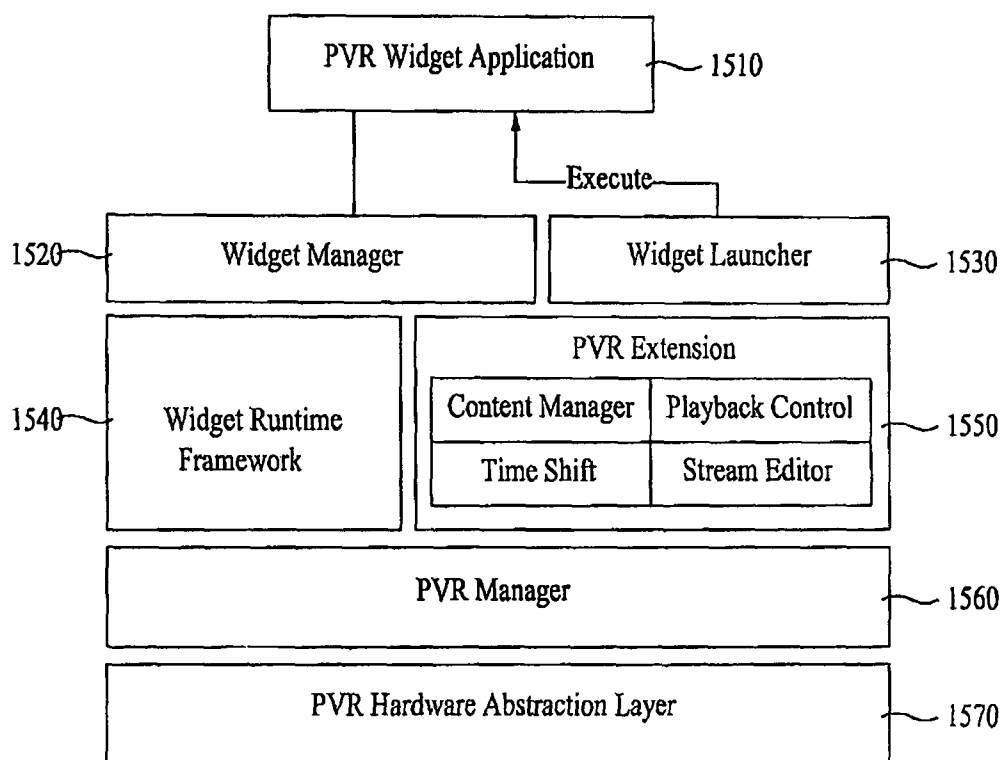 PVR Widget Application
1510
Execute
1520
Widget Manager
Widget Launcher
1530
1540
Widget Runtime
Framework
PVR Extension
Content Manager
Playback Control
Time Shift
Stream Editor
1550
PVR Manager
1560
PVR Hardware Abstraction Layer
1570